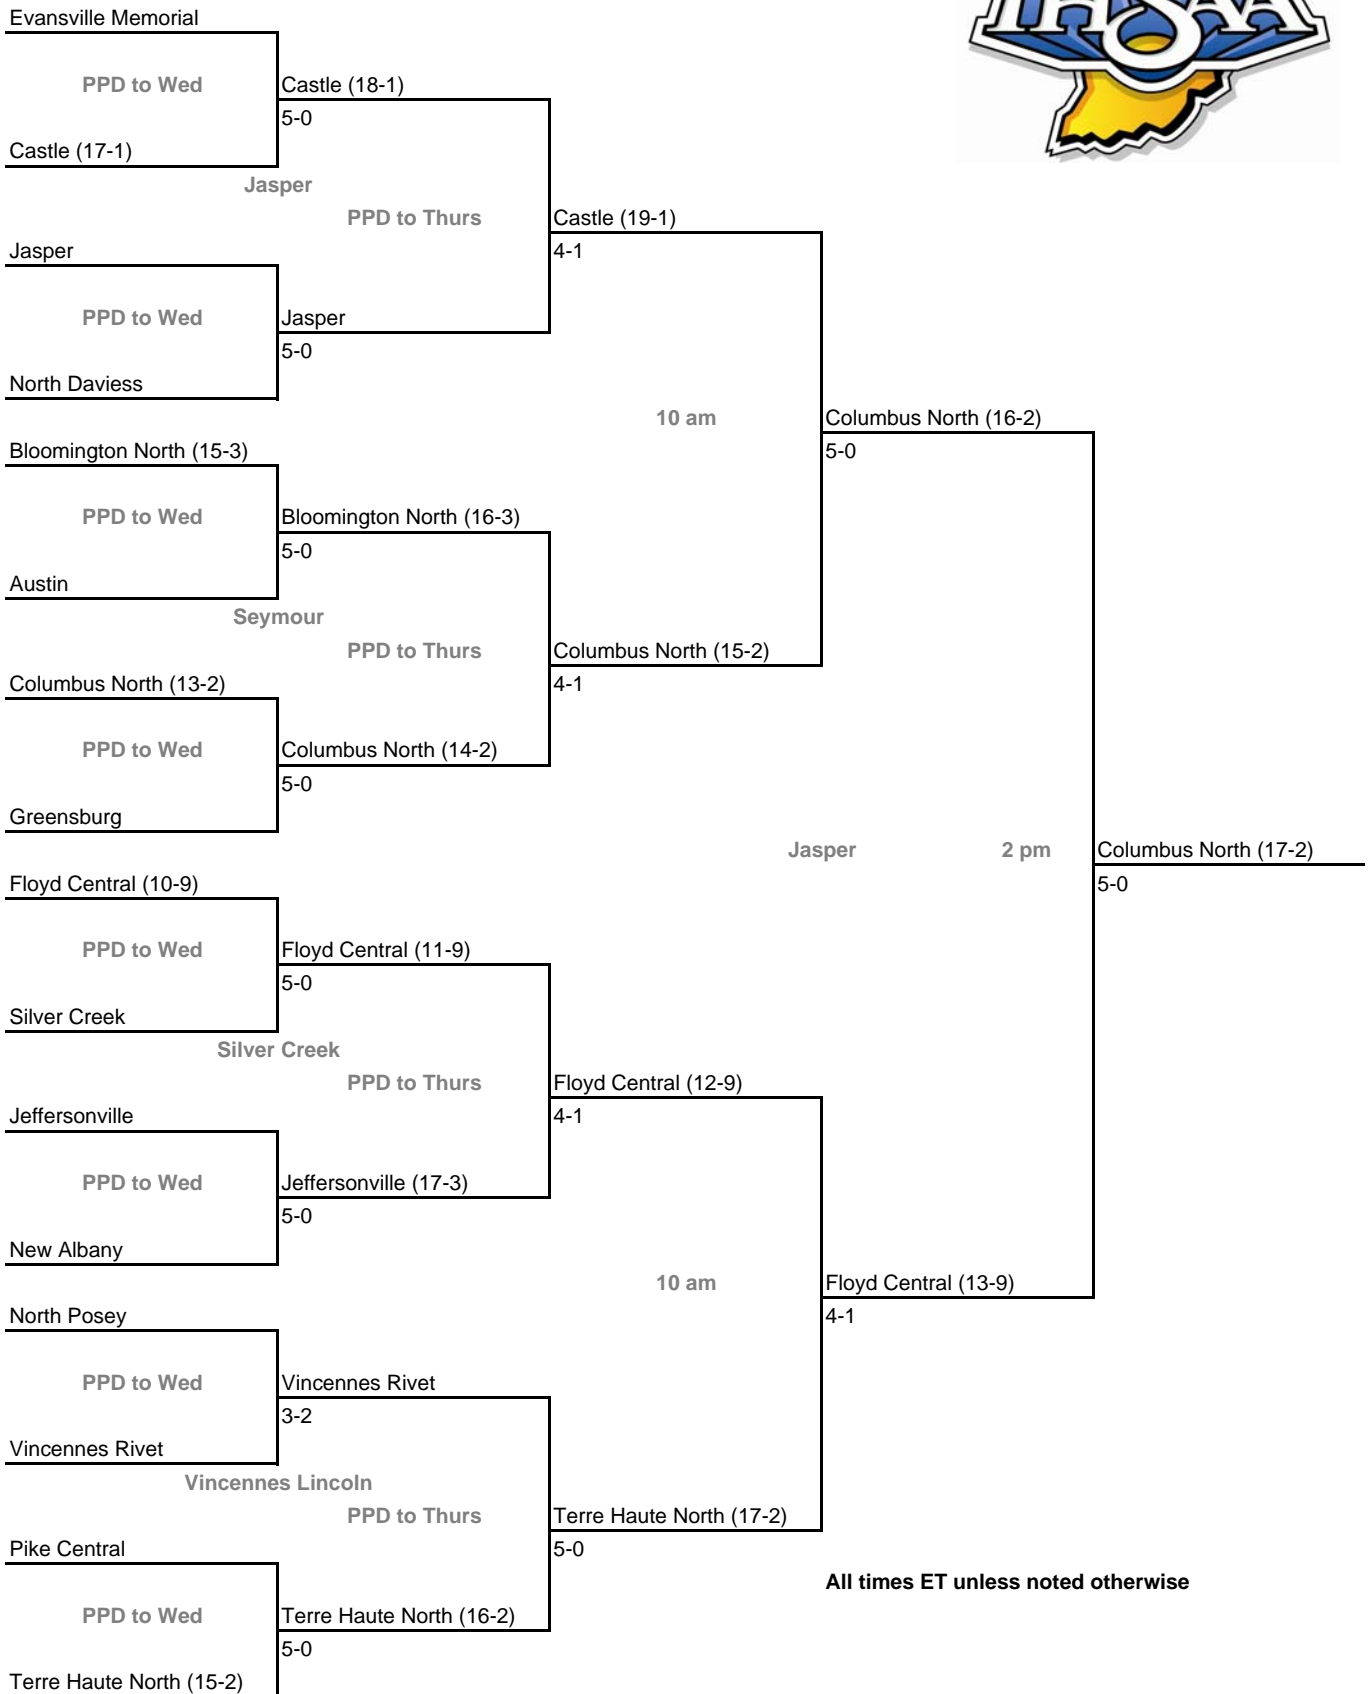 IHSAA
Evansville Memorial
PPD to Wed
Castle (18-1)
5-0
Castle (17-1)
Jasper
PPD to Thurs
Castle (19-1)
4-1
Jasper
PPD to Wed
Jasper
5-0
North Daviess
10 am
Columbus North (16-2)
5-0
Bloomington North (15-3)
PPD to Wed
Bloomington North (16-3)
5-0
Austin
Seymour
PPD to Thurs
Columbus North (15-2)
4-1
Columbus North (13-2)
PPD to Wed
Columbus North (14-2)
5-0
Greensburg
Jasper
2 pm
Columbus North (17-2)
5-0
Floyd Central (10-9)
PPD to Wed
Floyd Central (11-9)
5-0
Silver Creek
Silver Creek
PPD to Thurs
Floyd Central (12-9)
4-1
Jeffersonville
PPD to Wed
Jeffersonville (17-3)
5-0
New Albany
10 am
Floyd Central (13-9)
4-1
North Posey
PPD to Wed
Vincennes Rivet
3-2
Vincennes Rivet
Vincennes Lincoln
PPD to Thurs
Terre Haute North (17-2)
5-0
Pike Central
All times ET unless noted otherwise
PPD to Wed
Terre Haute North (16-2)
5-0
Terre Haute North (15-2)